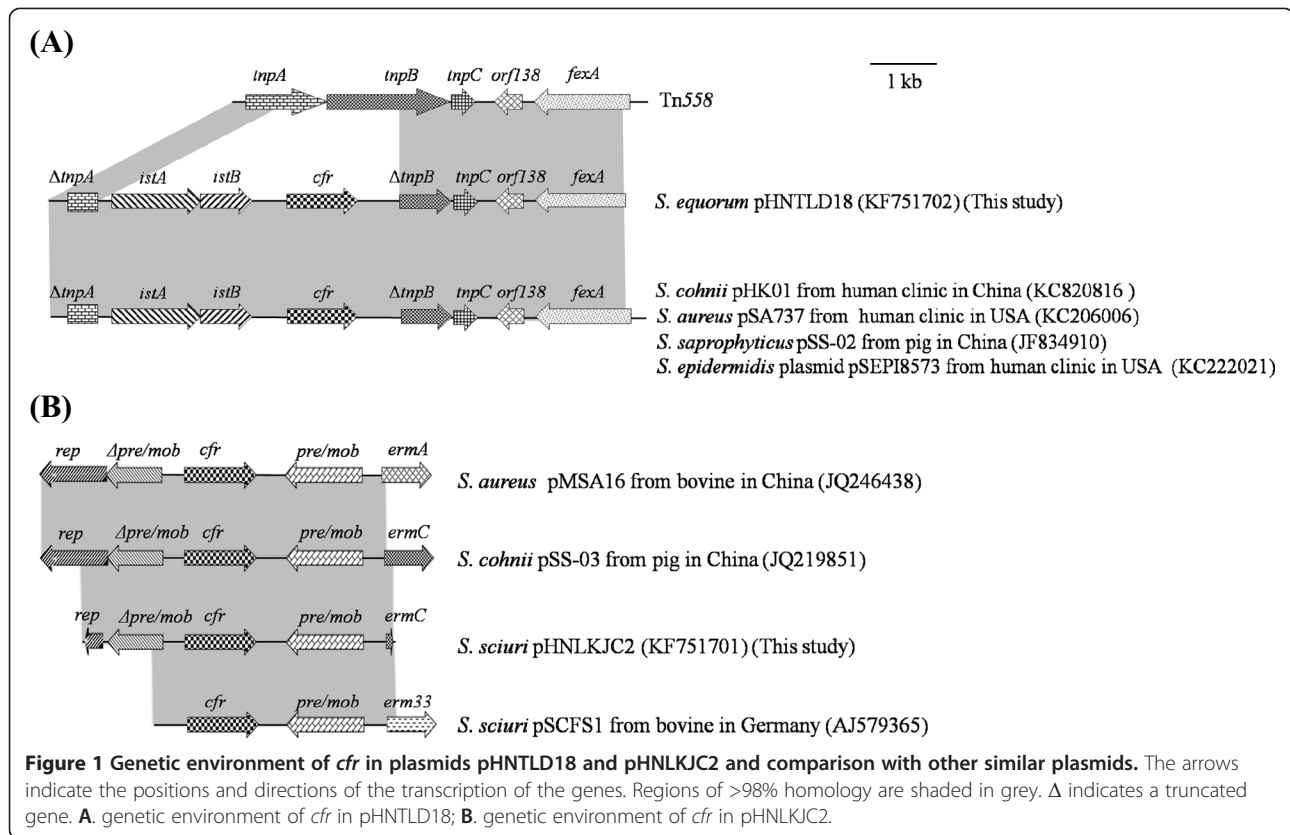 (A)
tnpA tnpB tnpC orf138 fexA
1 kb
Tn558
ΔtnpA istA istB cfr ΔtnpB tnpC orf138 fexA
S. equorum pHNTLD18 (KF751702) (This study)
ΔtnpA istA istB cfr ΔtnpB tnpC orf138 fexA
S. cohnii pHK01 from human clinic in China (KC820816 )
S. aureus pSA737 from human clinic in USA (KC206006)
S. saprophyticus pSS-02 from pig in China (JF834910)
S. epidermidis plasmid pSEPI8573 from human clinic in USA (KC222021)
(B)
rep Δpre/mob cfr pre/mob ermA
S. aureus pMSA16 from bovine in China (JQ246438)
rep Δpre/mob cfr pre/mob ermC
S. cohnii pSS-03 from pig in China (JQ219851)
rep Δpre/mob cfr pre/mob ermC
S. sciuri pHNLKJC2 (KF751701) (This study)
cfr pre/mob erm33
S. sciuri pSCFS1 from bovine in Germany (AJ579365)
Figure 1 Genetic environment of cfr in plasmids pHNTLD18 and pHNLKJC2 and comparison with other similar plasmids. The arrows
indicate the positions and directions of the transcription of the genes. Regions of >98% homology are shaded in grey. Δ indicates a truncated
gene. A. genetic environment of cfr in pHNTLD18; B. genetic environment of cfr in pHNLKJC2.